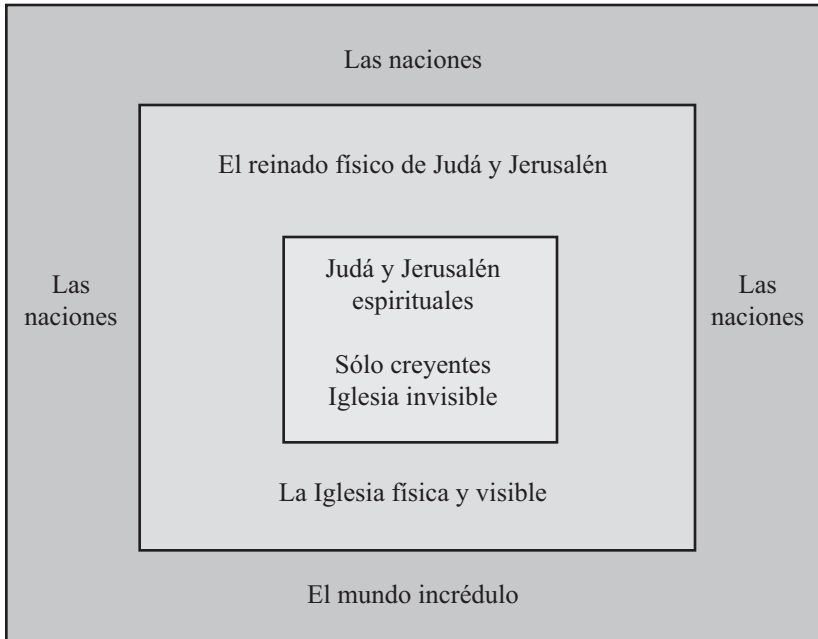 Las naciones
El reinado físico de Judá y Jerusalén
Judá y Jerusalén
espirituales
Las
naciones
Las
naciones
Sólo creyentes
Iglesia invisible
La Iglesia física y visible
El mundo incrédulo